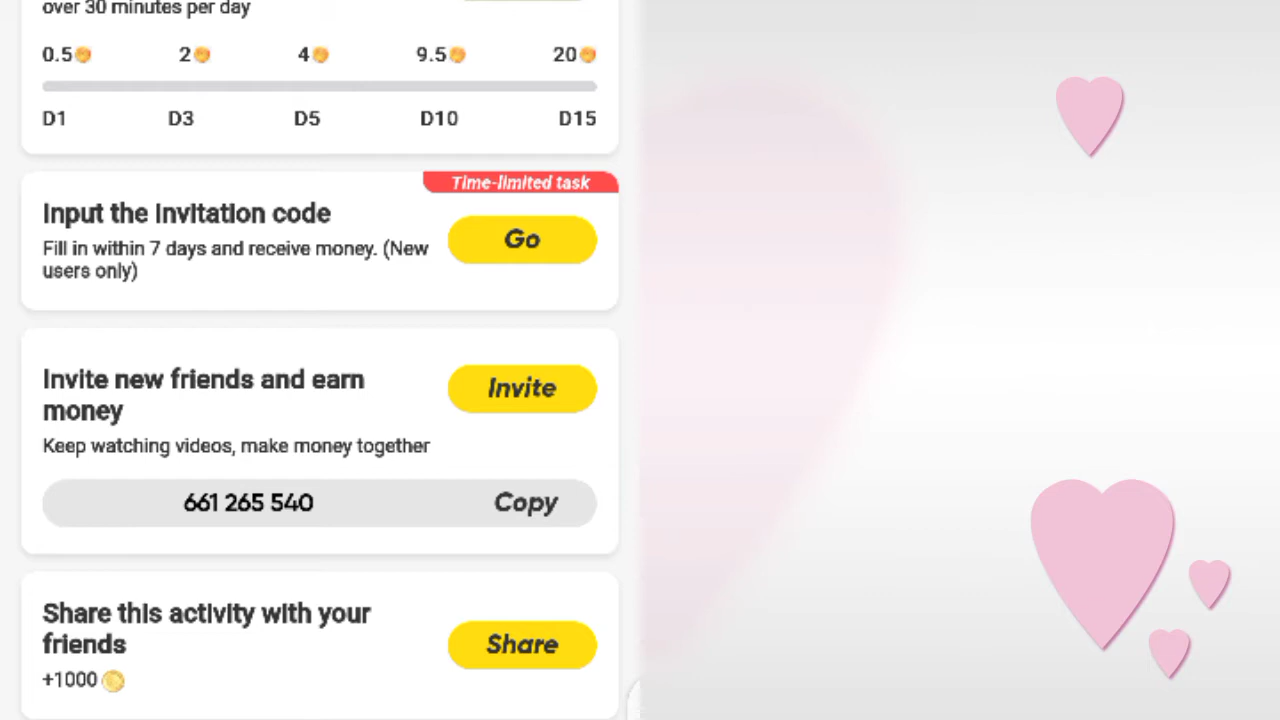 over 30 minutes per day
0.5 2 4 9.5 20
D1 D3 D5 D10 D15
Time-limited task
Input the invitation code
Go
Fill in within 7 days and receive money. (New
users only)
Invite new friends and earn
money
Invite
Keep watching videos, make money together
661 265 540 Copy
Share this activity with your
friends
Share
+1000